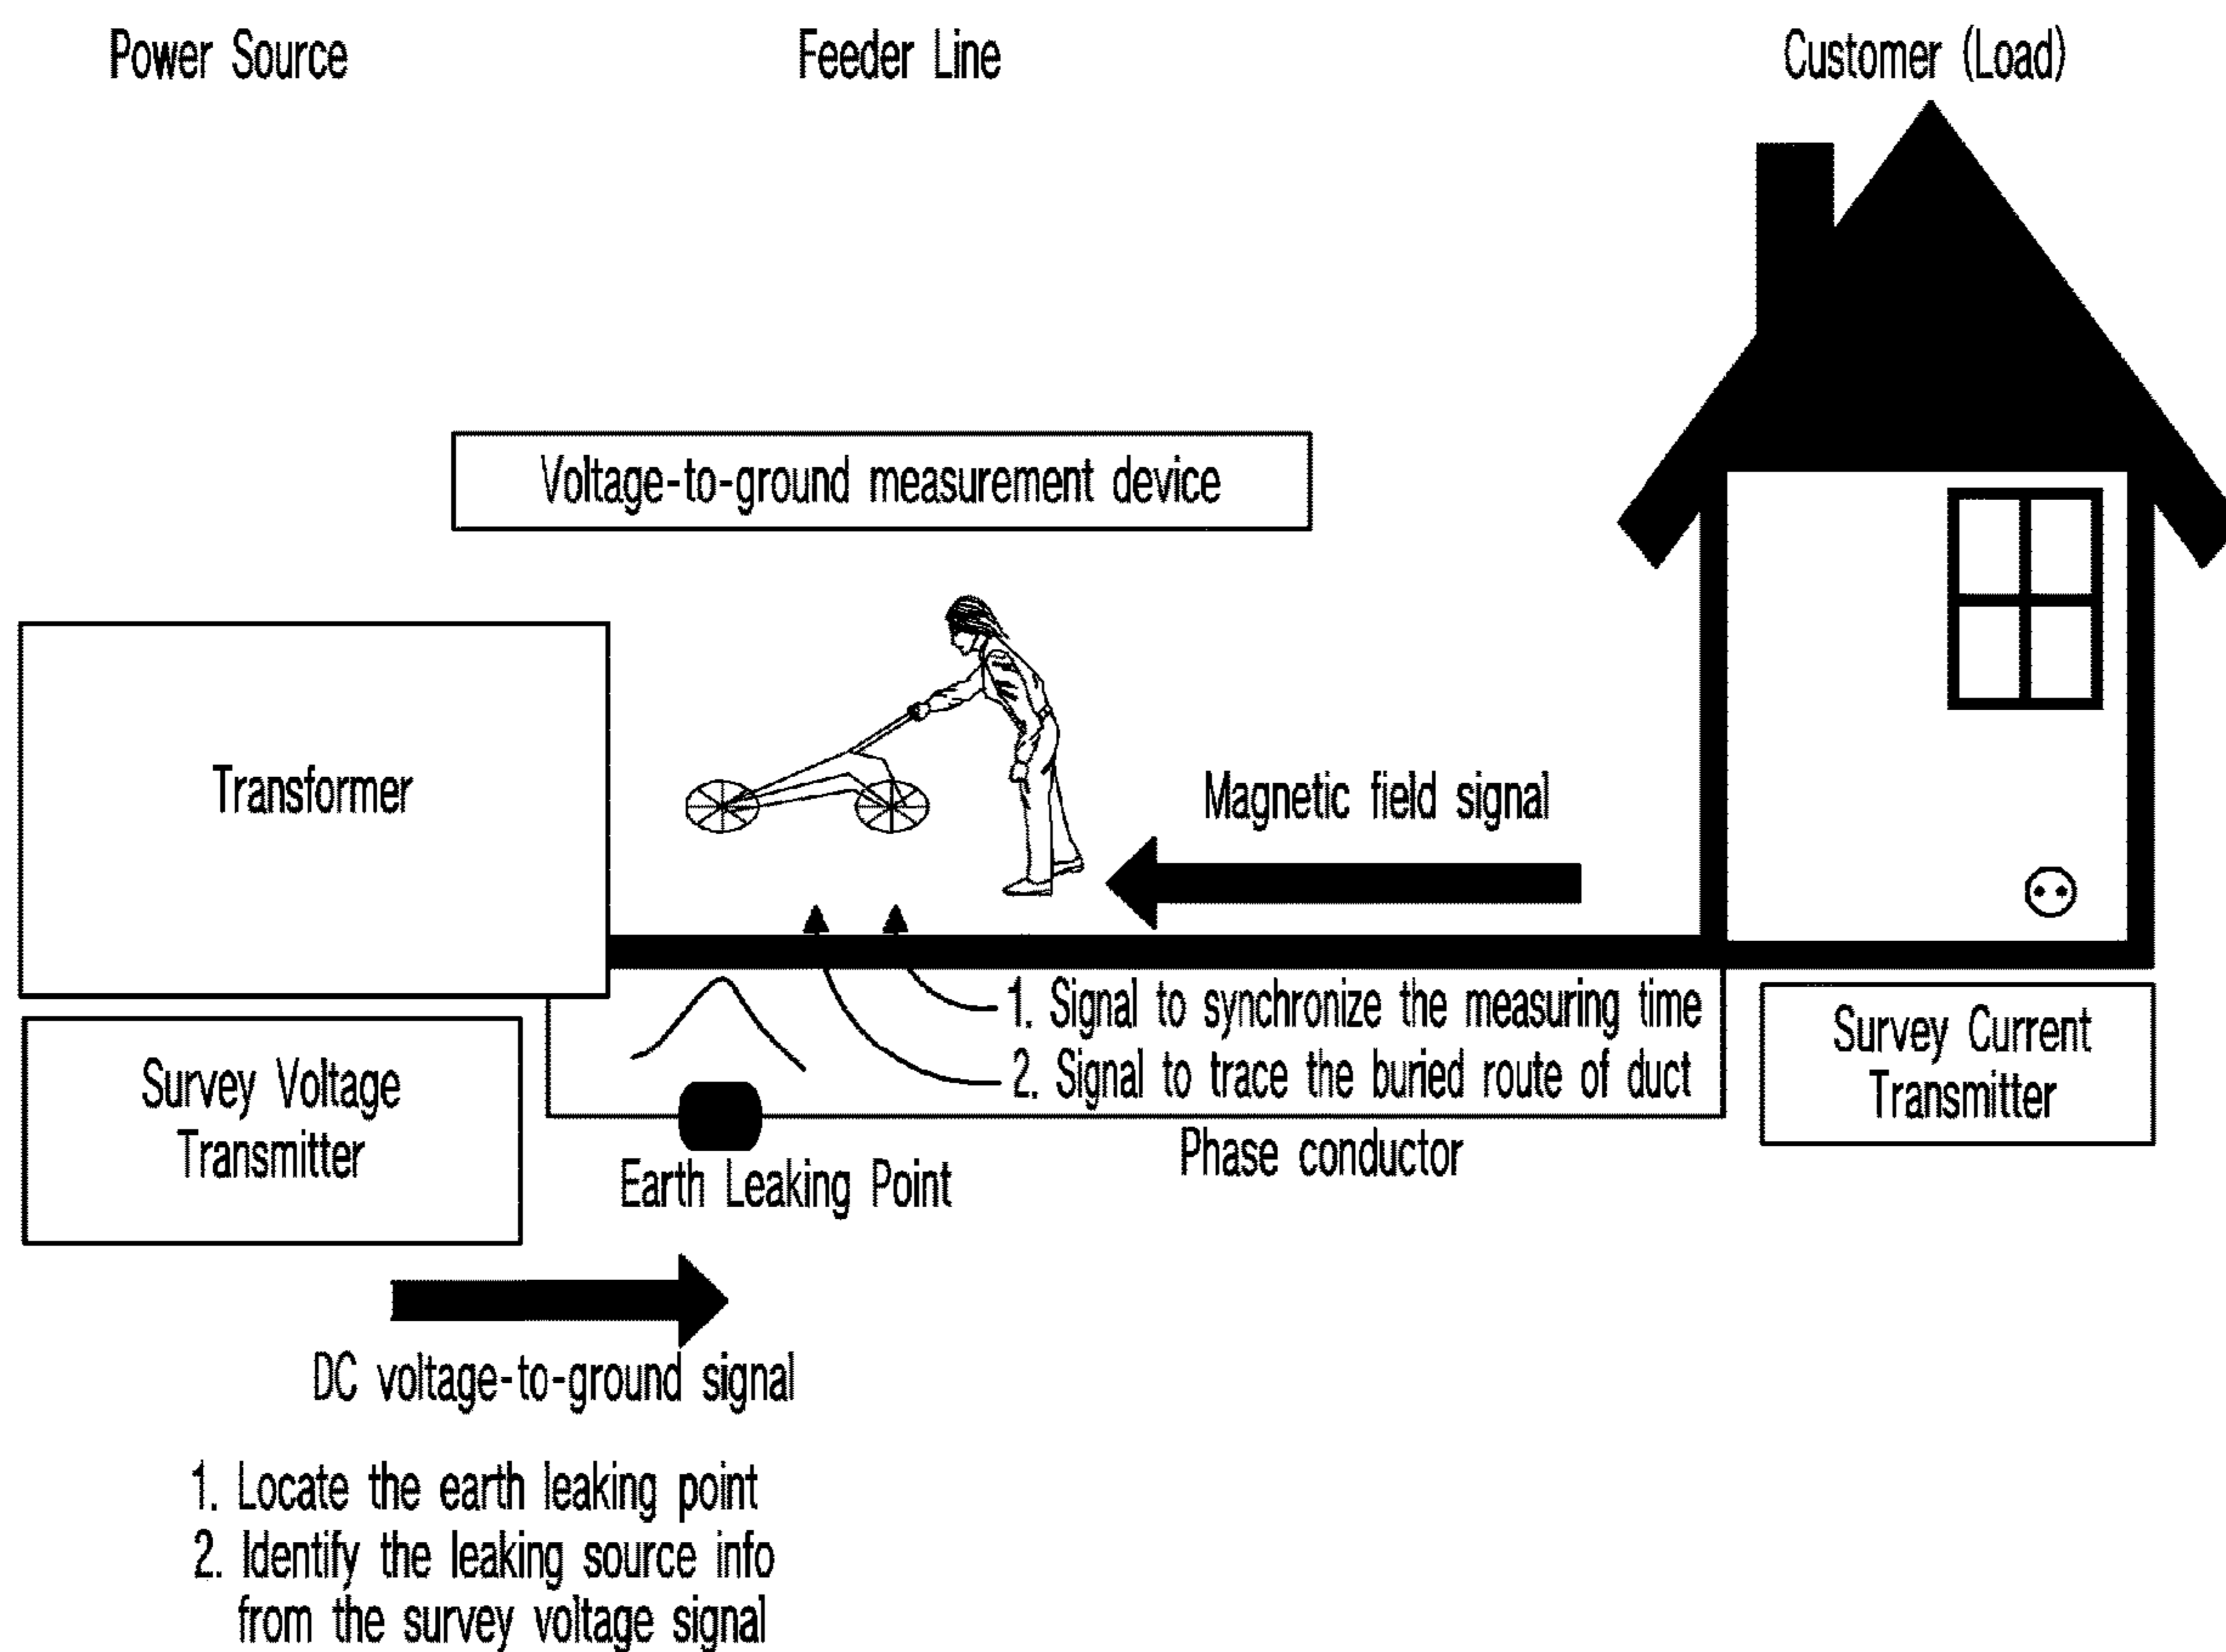 Power Source
Feeder Line
Customer (Load)
Voltage-to-ground measurement device
Transformer
Magnetic field signal
1. Signal to synchronize the measuring time
2. Signal to trace the buried route of duct
Survey Voltage
Transmitter
Survey Current
Transmitter
Phase conductor
Earth Leaking Point
DC voltage-to-ground signal
1. Locate the earth leaking point
2. Identify the leaking source info
from the survey voltage signal